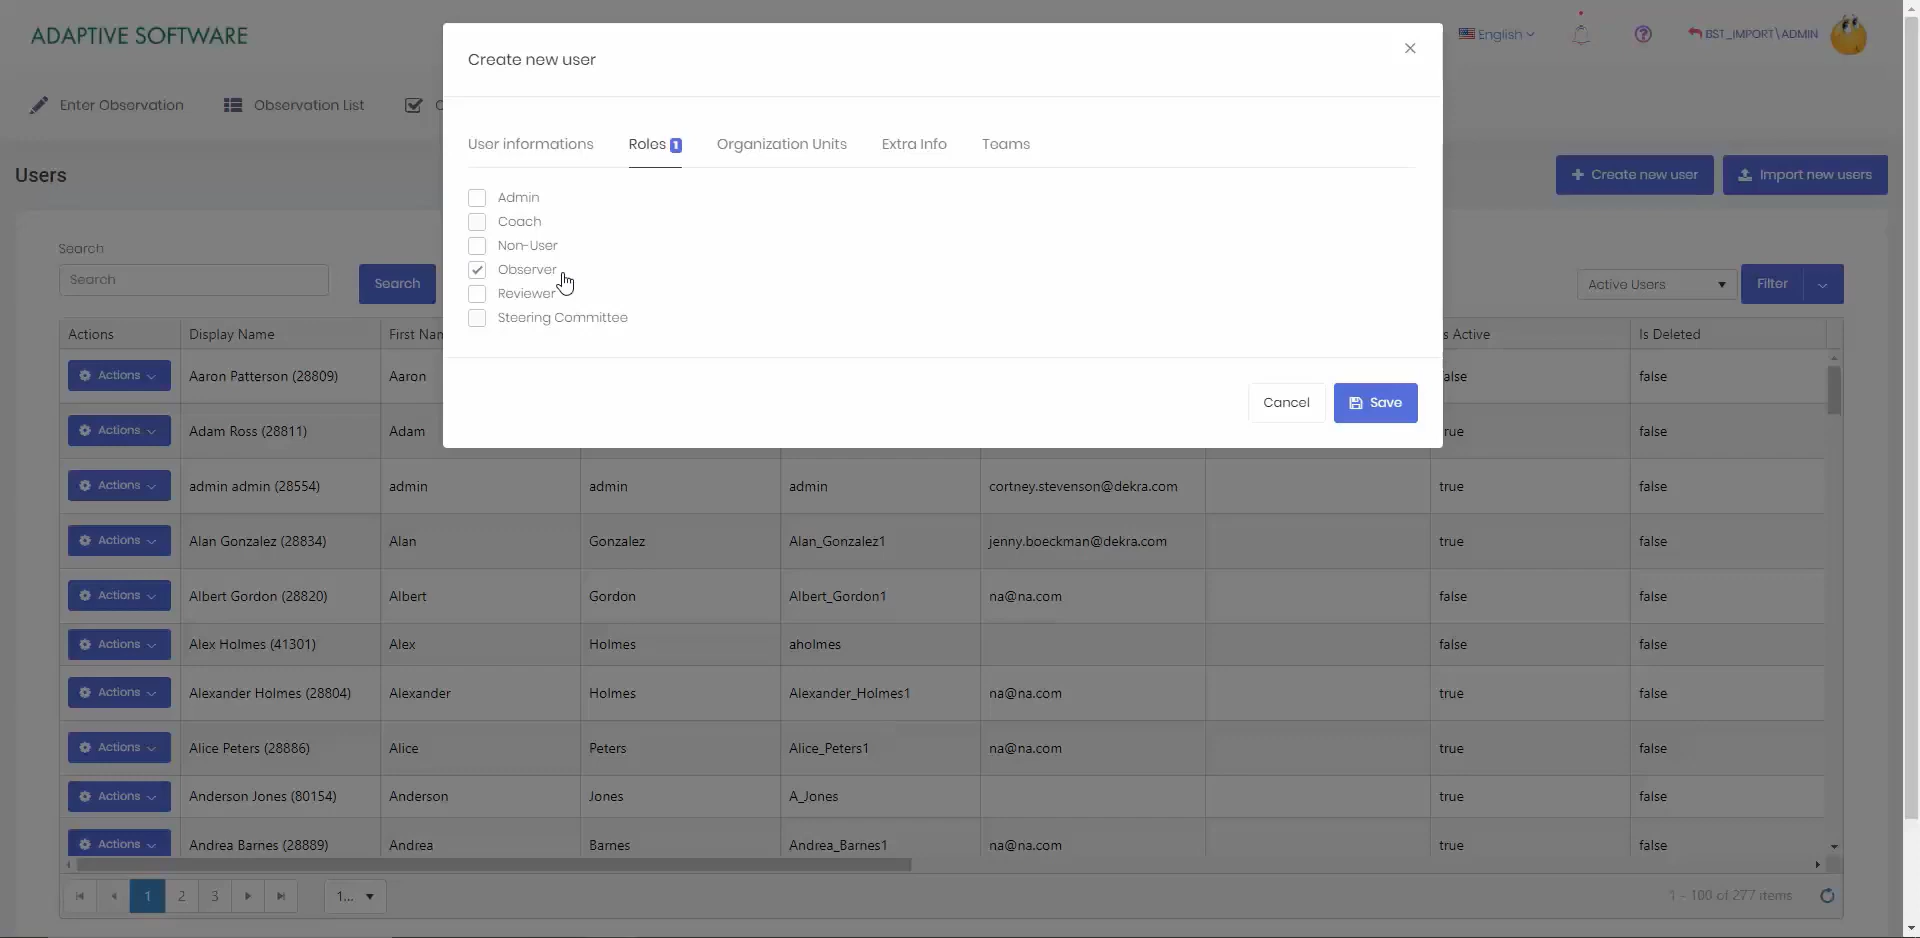 ADAPTIVE SOFTWARE
English
BST_IMPORT\ADMIN
Enter Observation
Observation List
Create new user
User informations
Roles 1
Organization Units
Extra Info
Teams
Admin
Coach
Non-User
Observer
Reviewer
Steering Committee
Cancel
Save
Users
Create new user
Import new users
Search
Search
Search
Active Users
Filter
Actions Display Name First Nam s Active Is Deleted
Actions Aaron Patterson (28809) Aaron alse false
Actions Adam Ross (28811) Adam rue false
Actions admin admin (28554) admin admin admin cortney.stevenson@dekra.com true false
Actions Alan Gonzalez (28834) Alan Gonzalez Alan_Gonzalez1 jenny.boeckman@dekra.com true false
Actions Albert Gordon (28820) Albert Gordon Albert_Gordon1 na@na.com false false
Actions Alex Holmes (41301) Alex Holmes aholmes false false
Actions Alexander Holmes (28804) Alexander Holmes Alexander_Holmes1 na@na.com true false
Actions Alice Peters (28886) Alice Peters Alice_Peters1 na@na.com true false
Actions Anderson Jones (80154) Anderson Jones A_Jones true false
Actions Andrea Barnes (28889) Andrea Barnes Andrea_Barnes1 na@na.com true false
1 2 3 1... 1 - 100 of 277 items